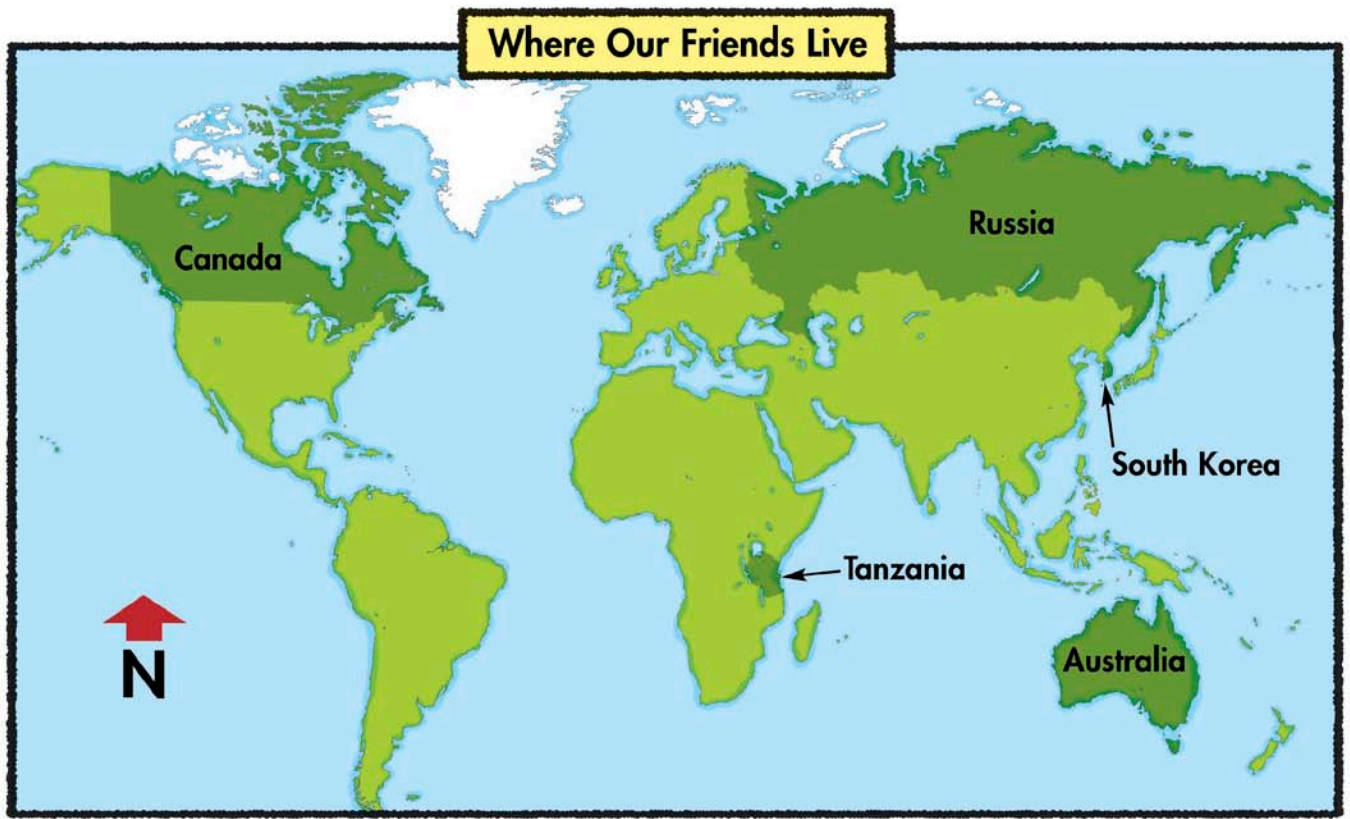 Where Our Friends Live
Canada
Russia
South Korea
Tanzania
Australia
N